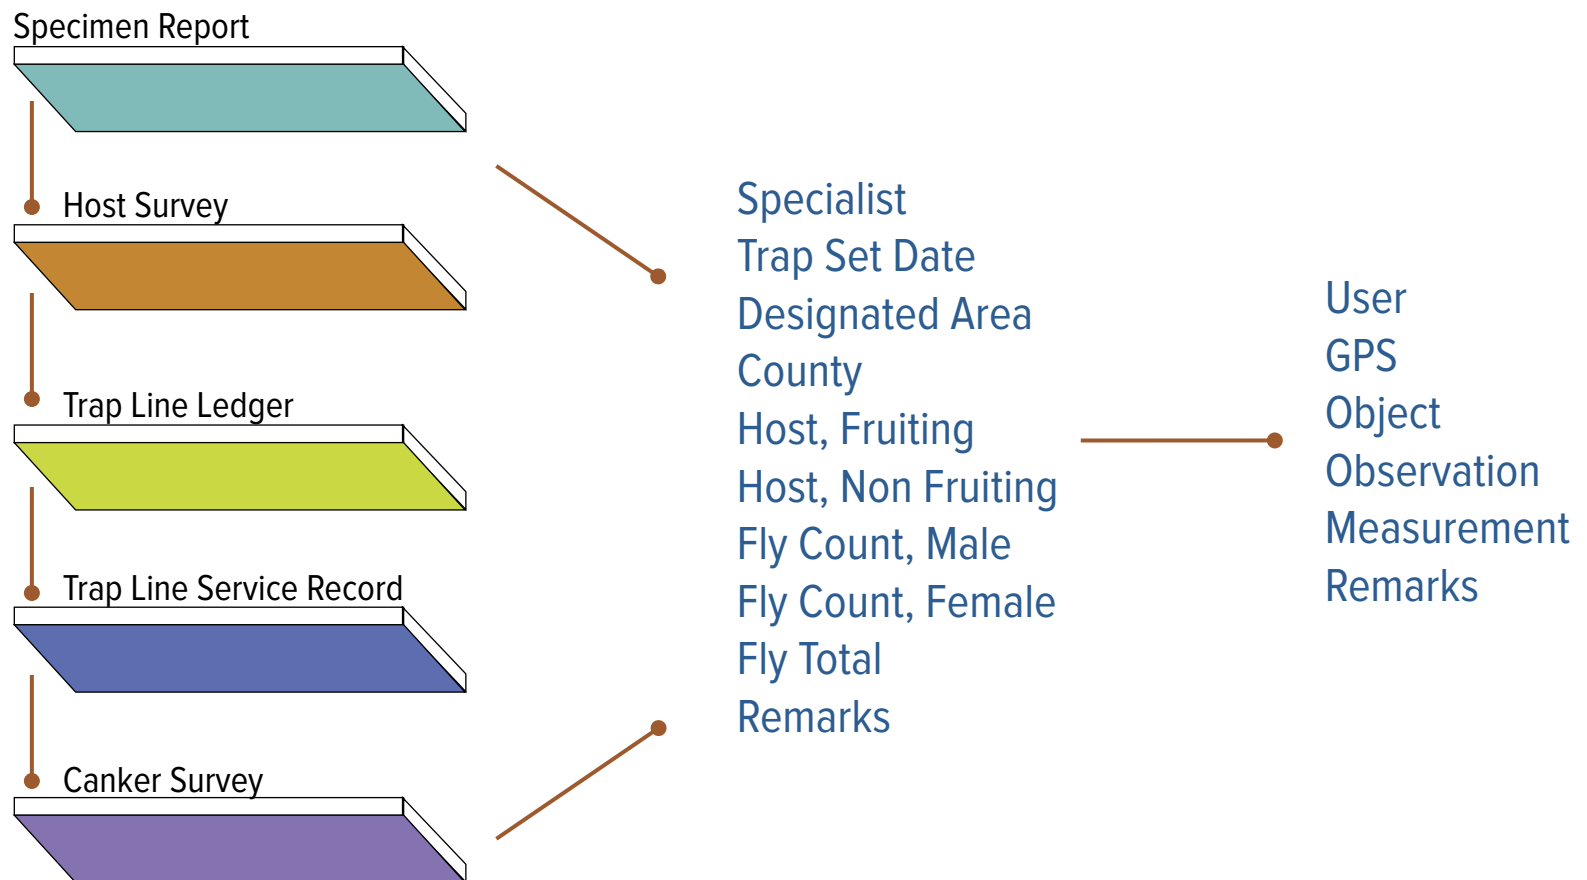 Specimen Report
Host Survey
Trap Line Ledger
Trap Line Service Record
Canker Survey
Specialist
Trap Set Date
Designated Area
County
Host, Fruiting
Host, Non Fruiting
Fly Count, Male
Fly Count, Female
Fly Total
Remarks
User
GPS
Object
Observation
Measurement
Remarks